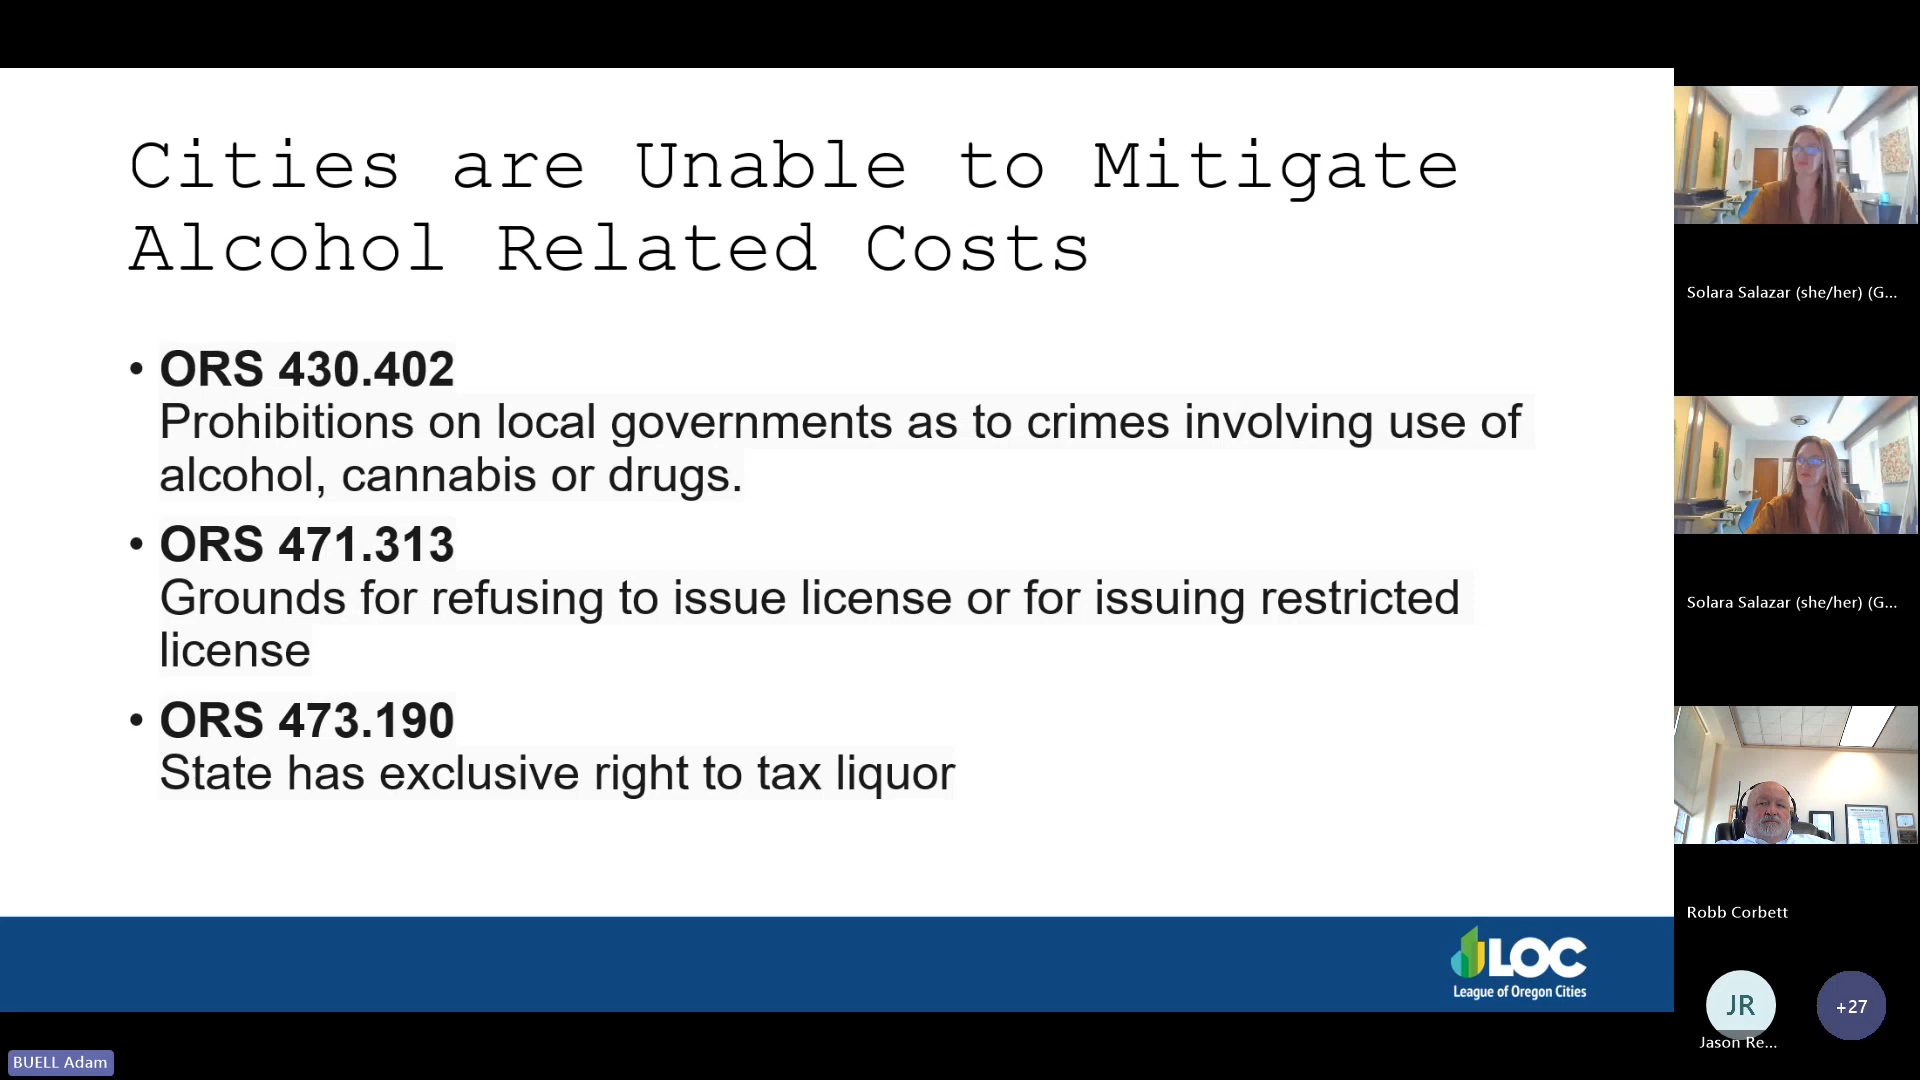 Cities are Unable to Mitigate
Alcohol Related Costs
• ORS 430.402
Prohibitions on local governments as to crimes involving use of
alcohol, cannabis or drugs.
• ORS 471.313
Grounds for refusing to issue license or for issuing restricted
license
• ORS 473.190
State has exclusive right to tax liquor
LOC
League of Oregon Cities
BUELL Adam
Solara Salazar (she/her) (G...
Solara Salazar (she/her) (G...
Robb Corbett
JR
Jason Re...
+27